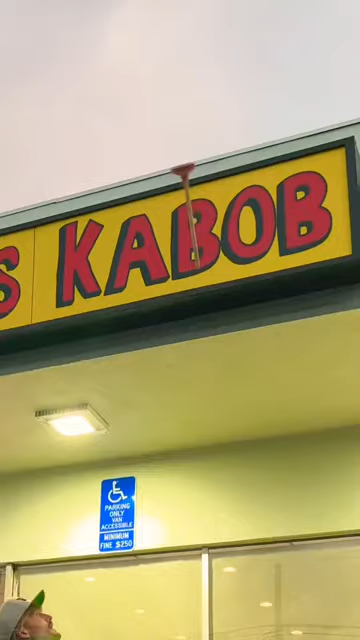 S KABOB
PARKING
ONLY
VAN
ACCESSIBLE
MINIMUM
FINE $250